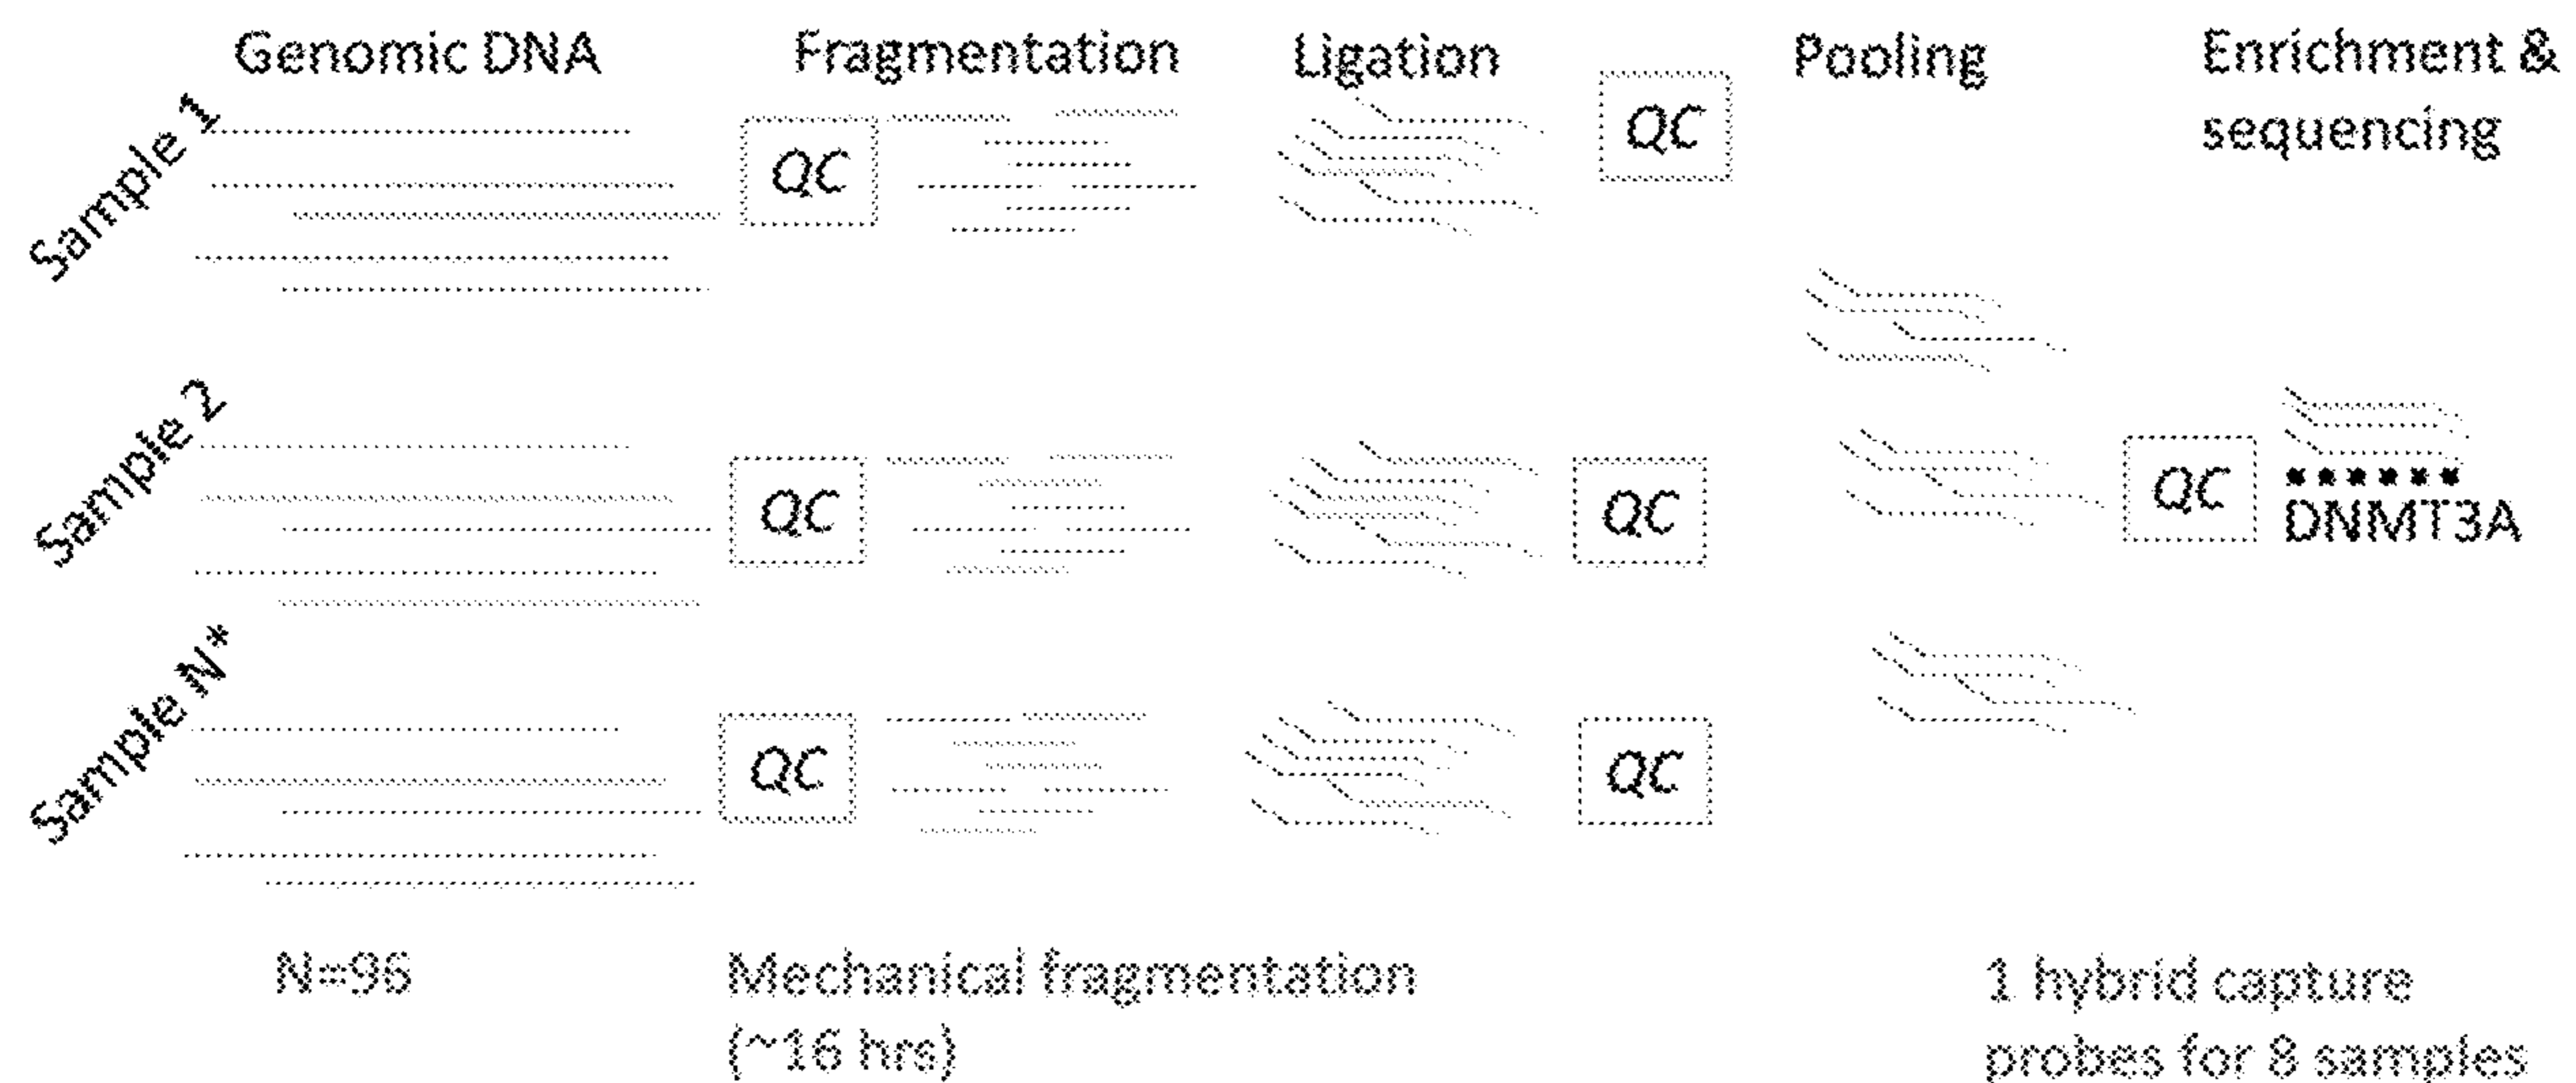 Genomic DNA
Fragmentation
Ligation
Pooling
Enrichment &
sequencing
Sample 1
QC
QC
Sample 2
QC
QC
QC
DNMT3A
Sample N*
QC
QC
N=96
Mechanical fragmentation
(~16 hrs)
1 hybrid capture
probes for 8 samples